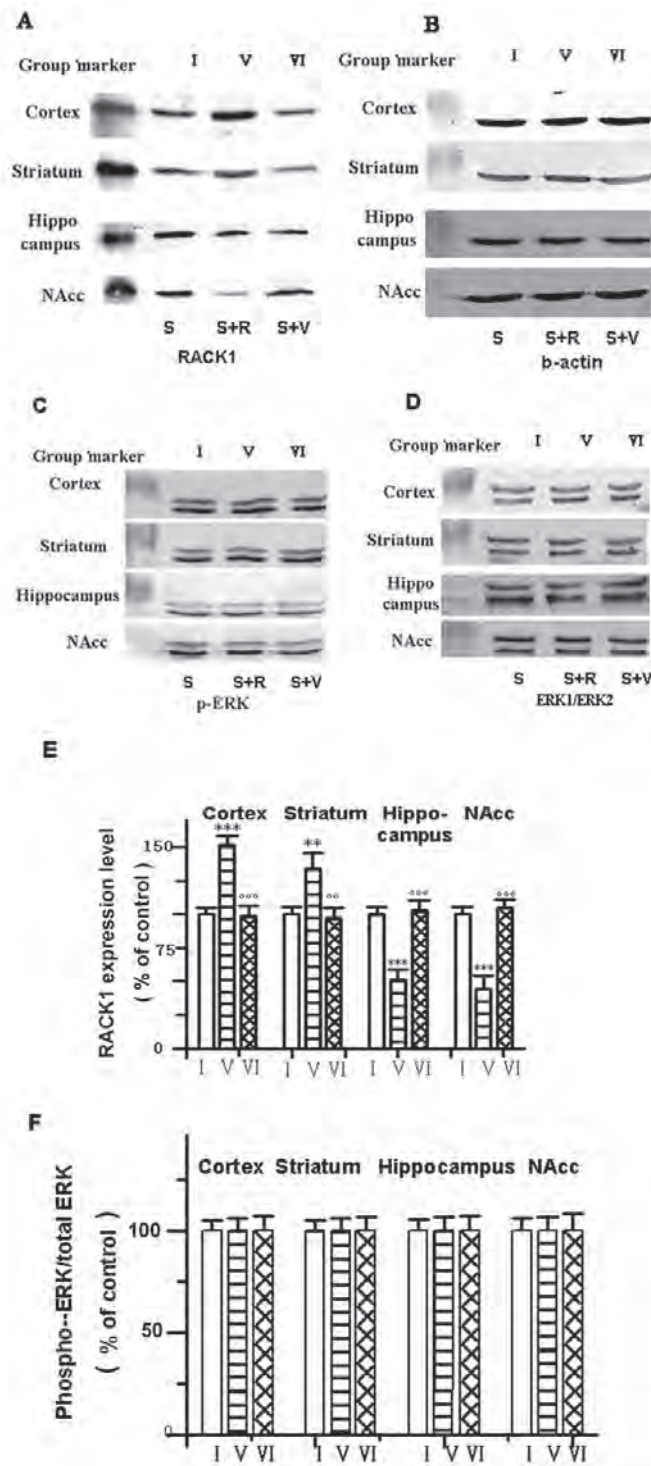 A
Group marker I V VI
Cortex
Striatum
Hippo
campus
NAcc
S S+R S+V
RACK1
B
Group marker I V VI
Cortex
Striatum
Hippo
campus
NAcc
S S+R S+V
b-actin
C
Group marker I V VI
Cortex
Striatum
Hippocampus
NAcc
S S+R S+V
p-ERK
D
Group marker I V VI
Cortex
Striatum
Hippo
campus
NAcc
S S+R S+V
ERK1/ERK2
E
RACK1 expression level
( % of control )
Cortex Striatum Hippo-
campus NAcc
*** **
150
°°° °° °°° °°°
75
*** ***
0
I V VI I V VI I V VI I V VI
F
Phospho--ERK/total ERK
( % of control )
Cortex Striatum Hippocampus NAcc
100
50
0
I V VI I V VI I V VI I V VI